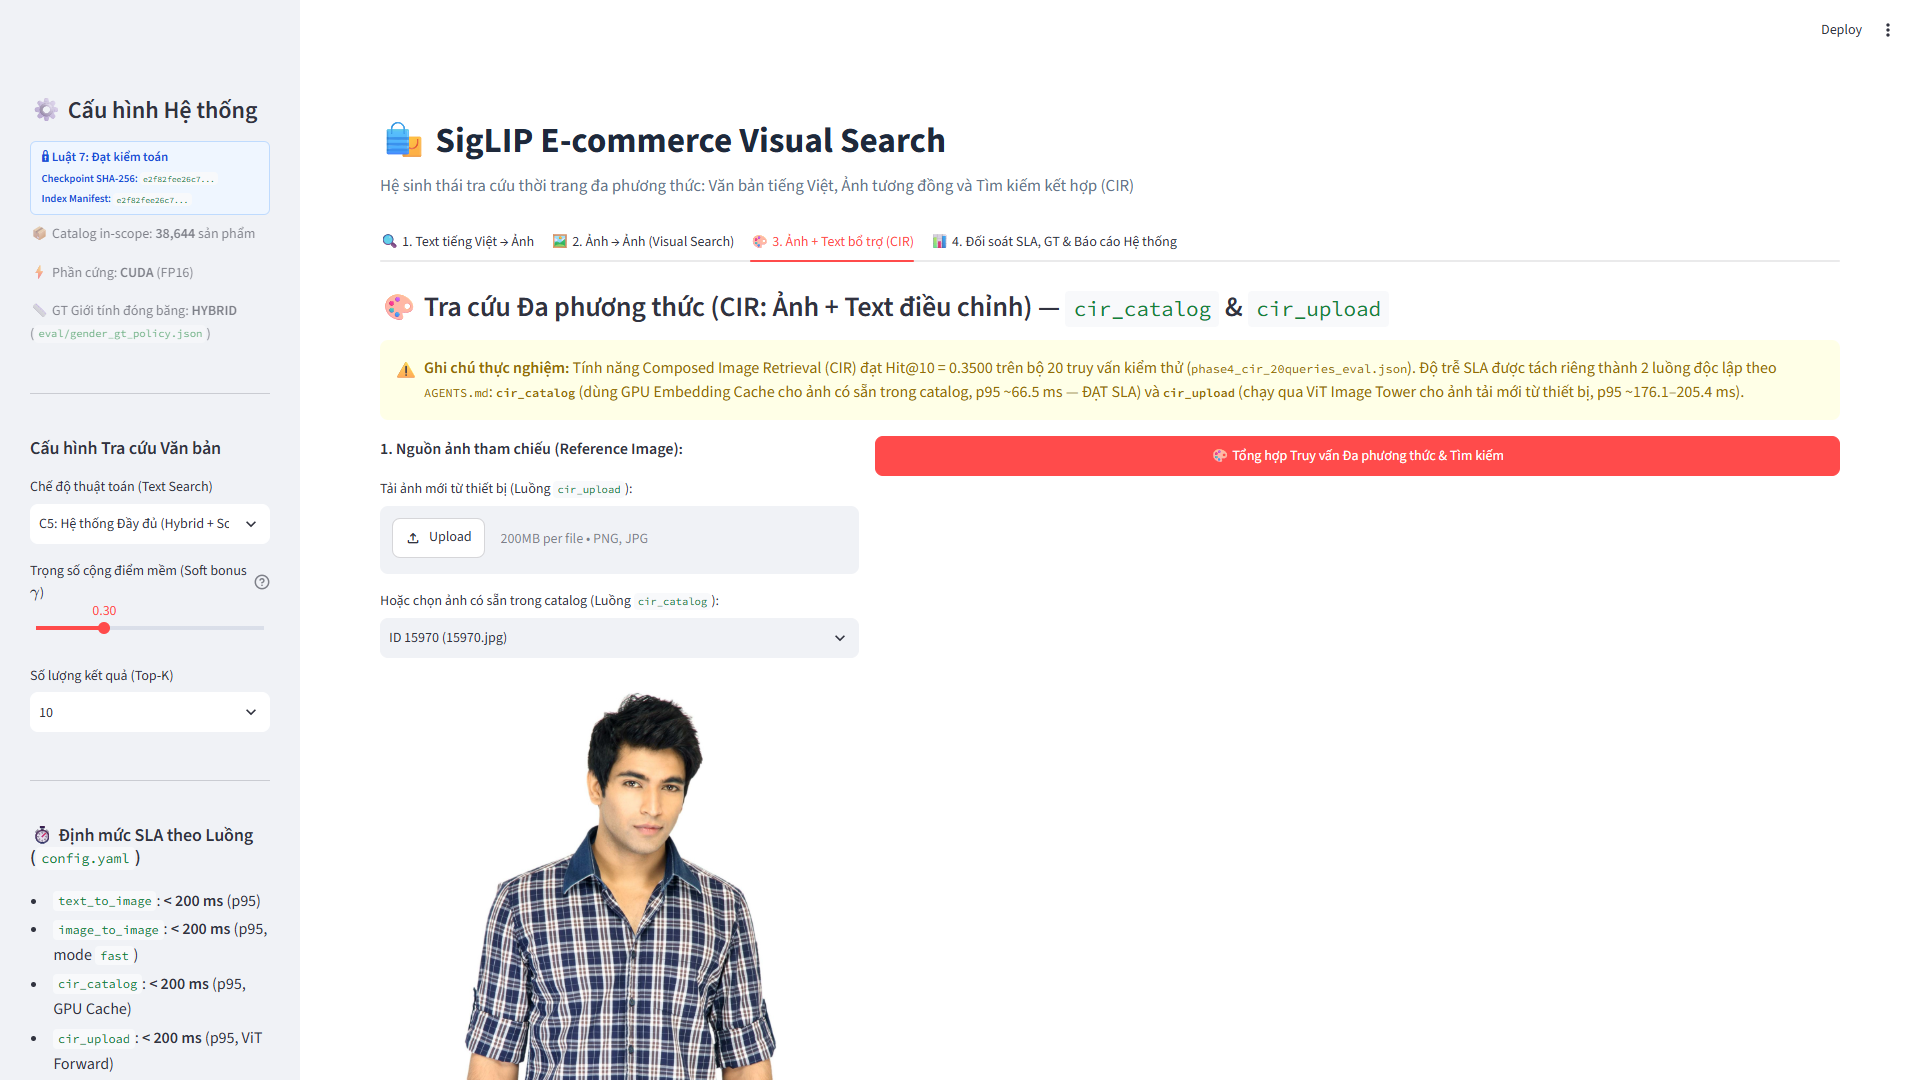 Deploy
Cấu hình Hệ thống
Luật 7: Đạt kiểm toán
Checkpoint SHA-256: e2f82fee26c7...
Index Manifest: e2f82fee26c7...
Catalog in-scope: 38,644 sản phẩm
Phần cứng: CUDA (FP16)
GT Giới tính đóng băng: HYBRID
( eval/gender_gt_policy.json )
Cấu hình Tra cứu Văn bản
Chế độ thuật toán (Text Search)
C5: Hệ thống Đầy đủ (Hybrid + Sc
Trọng số cộng điểm mềm (Soft bonus
γ)
0.30
Số lượng kết quả (Top-K)
10
Định mức SLA theo Luồng
( config.yaml )
text_to_image : < 200 ms (p95)
image_to_image : < 200 ms (p95,
mode fast )
cir_catalog : < 200 ms (p95,
GPU Cache)
cir_upload : < 200 ms (p95, ViT
Forward)
SigLIP E-commerce Visual Search
Hệ sinh thái tra cứu thời trang đa phương thức: Văn bản tiếng Việt, Ảnh tương đồng và Tìm kiếm kết hợp (CIR)
1. Text tiếng Việt → Ảnh
2. Ảnh → Ảnh (Visual Search)
3. Ảnh + Text bổ trợ (CIR)
4. Đối soát SLA, GT & Báo cáo Hệ thống
Tra cứu Đa phương thức (CIR: Ảnh + Text điều chỉnh) — cir_catalog & cir_upload
Ghi chú thực nghiệm: Tính năng Composed Image Retrieval (CIR) đạt Hit@10 = 0.3500 trên bộ 20 truy vấn kiểm thử (phase4_cir_20queries_eval.json). Độ trễ SLA được tách riêng thành 2 luồng độc lập theo
AGENTS.md: cir_catalog (dùng GPU Embedding Cache cho ảnh có sẵn trong catalog, p95 ~66.5 ms — ĐẠT SLA) và cir_upload (chạy qua ViT Image Tower cho ảnh tải mới từ thiết bị, p95 ~176.1–205.4 ms).
1. Nguồn ảnh tham chiếu (Reference Image):
Tải ảnh mới từ thiết bị (Luồng cir_upload ):
Upload
200MB per file • PNG, JPG
Hoặc chọn ảnh có sẵn trong catalog (Luồng cir_catalog ):
ID 15970 (15970.jpg)
Tổng hợp Truy vấn Đa phương thức & Tìm kiếm